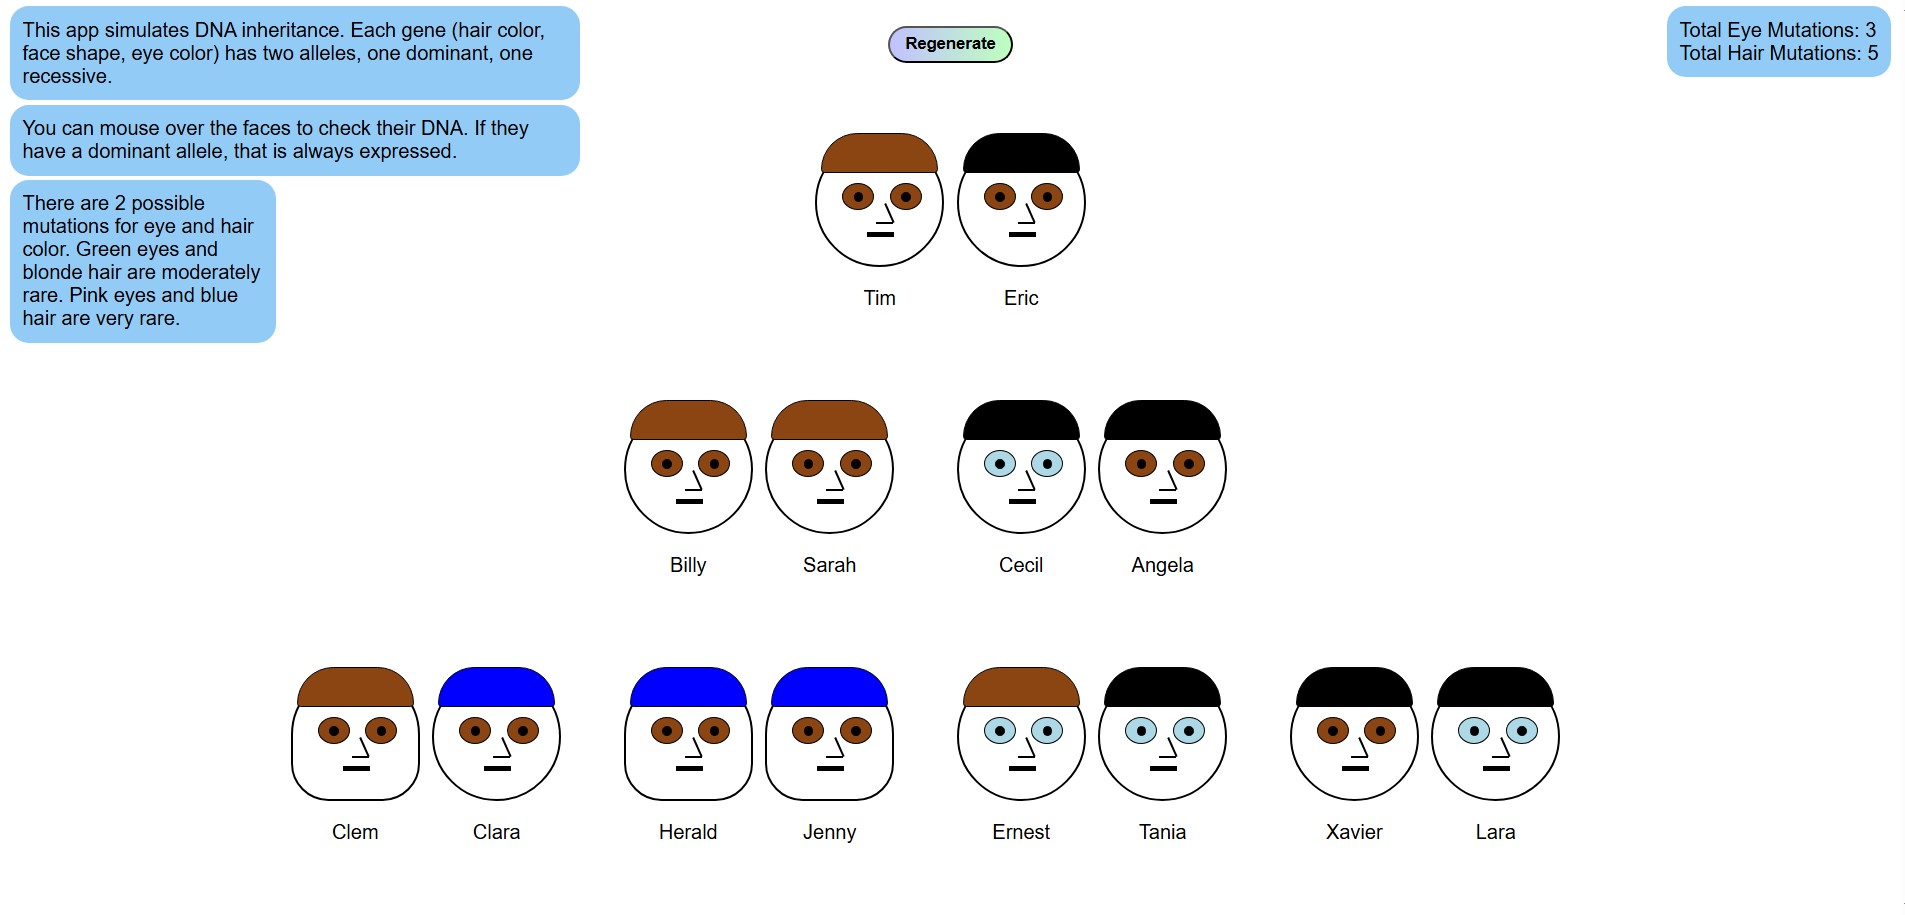 This app simulates DNA inheritance. Each gene (hair color,
face shape, eye color) has two alleles, one dominant, one
recessive.
You can mouse over the faces to check their DNA. If they
have a dominant allele, that is always expressed.
There are 2 possible
mutations for eye and hair
color. Green eyes and
blonde hair are moderately
rare. Pink eyes and blue
hair are very rare.
Regenerate
Total Eye Mutations: 3
Total Hair Mutations: 5
Tim
Eric
Billy
Sarah
Cecil
Angela
Clem
Clara
Herald
Jenny
Ernest
Tania
Xavier
Lara